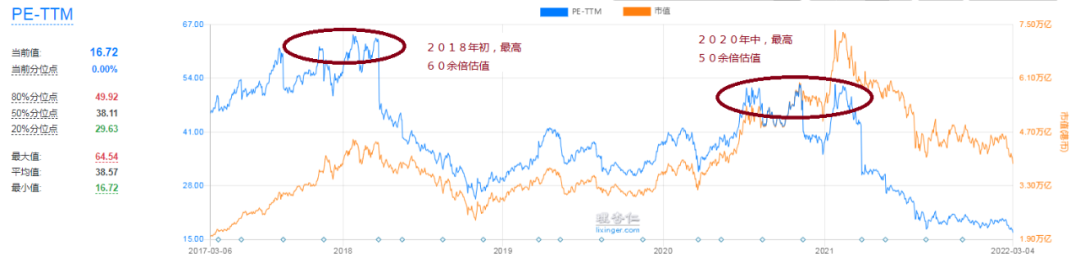 PE-TTM
当前值: 16.72
当前分位点 0.00%
80%分位点 49.92
50%分位点 38.11
20%分位点 29.63
最大值: 64.54
平均值: 38.57
最小值: 16.72
PE-TTM 市值
67.00 7.50万亿
54.00 6.10万亿
41.00 4.70万亿
28.00 3.30万亿
15.00 1.90万亿
2018年初，最高
60余倍估值
2020年中，最高
50余倍估值
理杏仁
lixinger.com
2017-03-06 2018 2019 2020 2021 2022-03-04